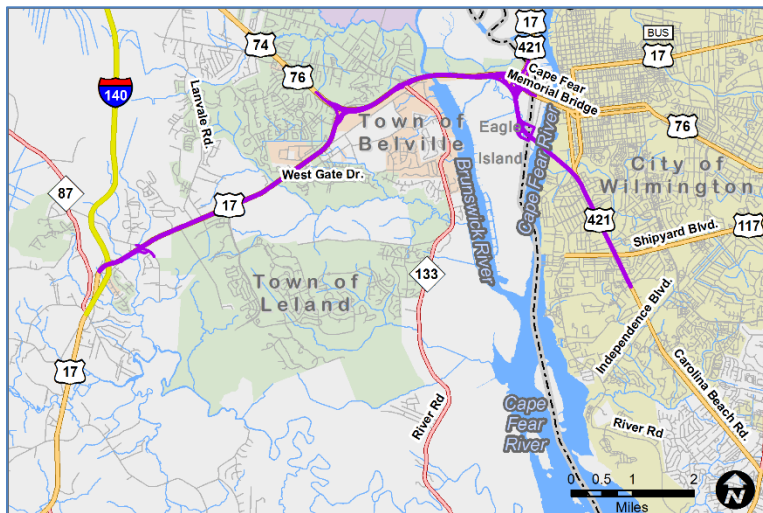 17
421
BUS
17
74
76
Cape Fear
Memorial Bridge
140
Lanvale Rd.
Town of
Belville
Eagle
Island
Cape Fear River
76
87
West Gate Dr.
Brunswick River
City of
Wilmington
17
421
Shipyard Blvd.
117
Town of
Leland
133
Independence Blvd.
17
Carolina Beach Rd.
River Rd
Cape
Fear
River
River Rd
0 0.5 1 2
Miles
N